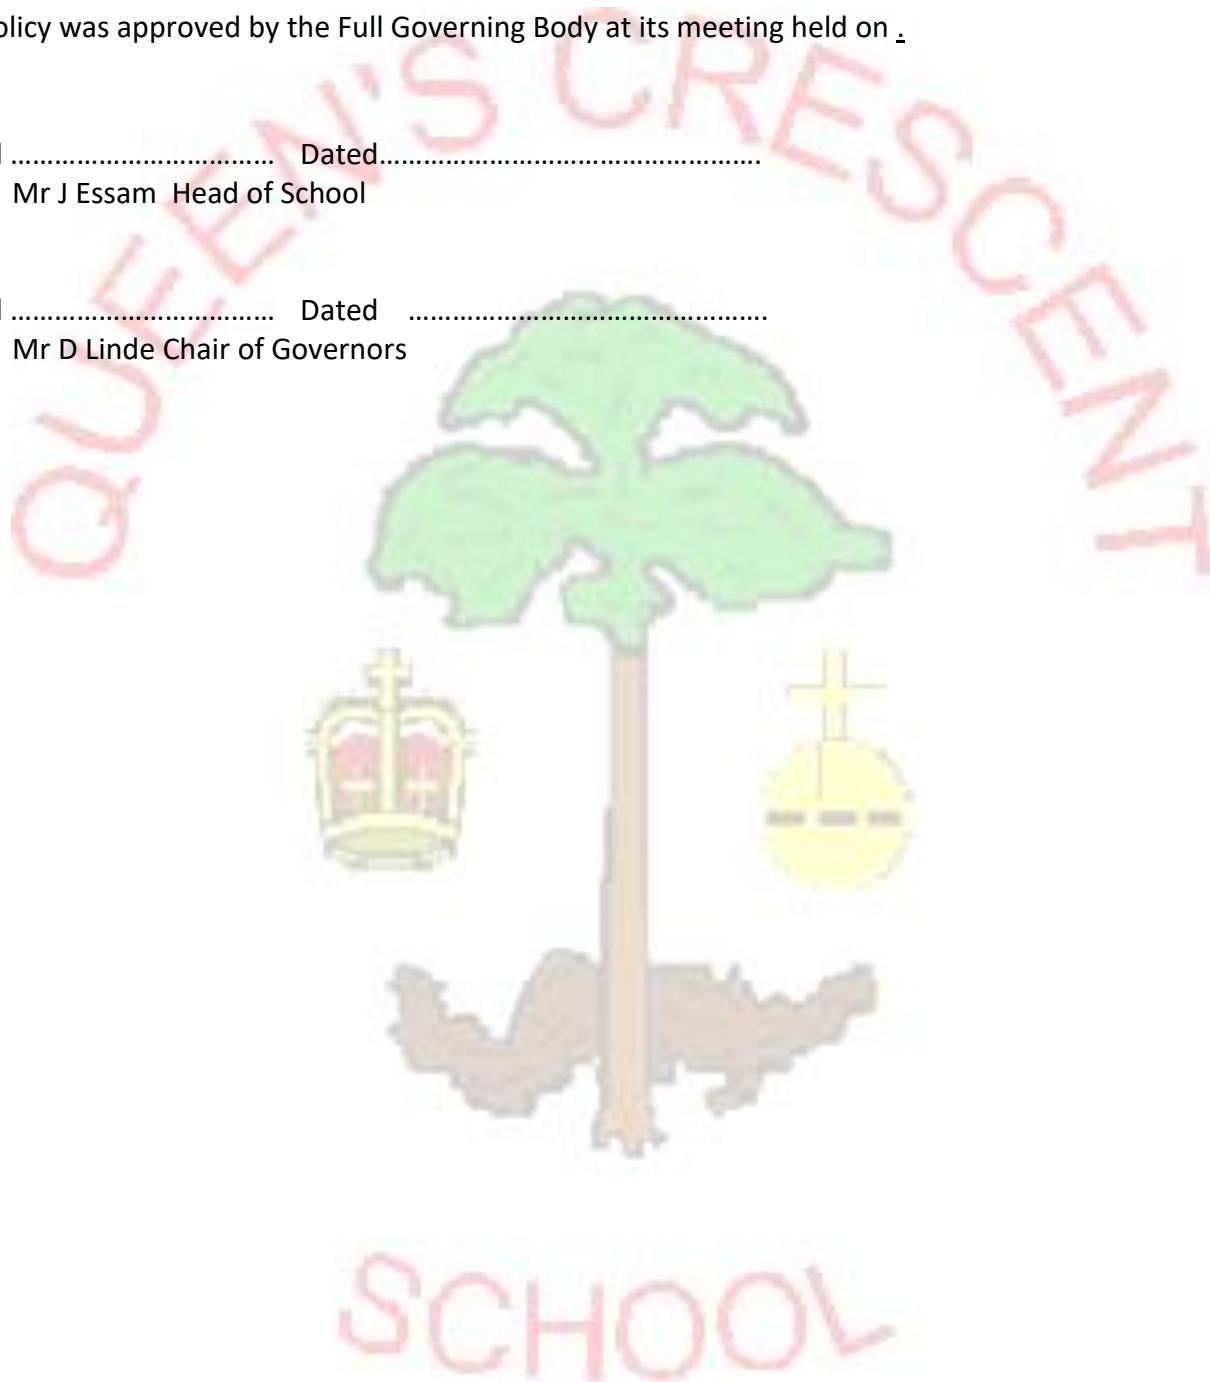 olicy was approved by the Full Governing Body at its meeting held on .
………………………………  Dated…………………………………………….
Mr J Essam  Head of School
………………………………  Dated  ………………………………………….
Mr D Linde Chair of Governors
QUEEN'S CRESCENT
SCHOOL